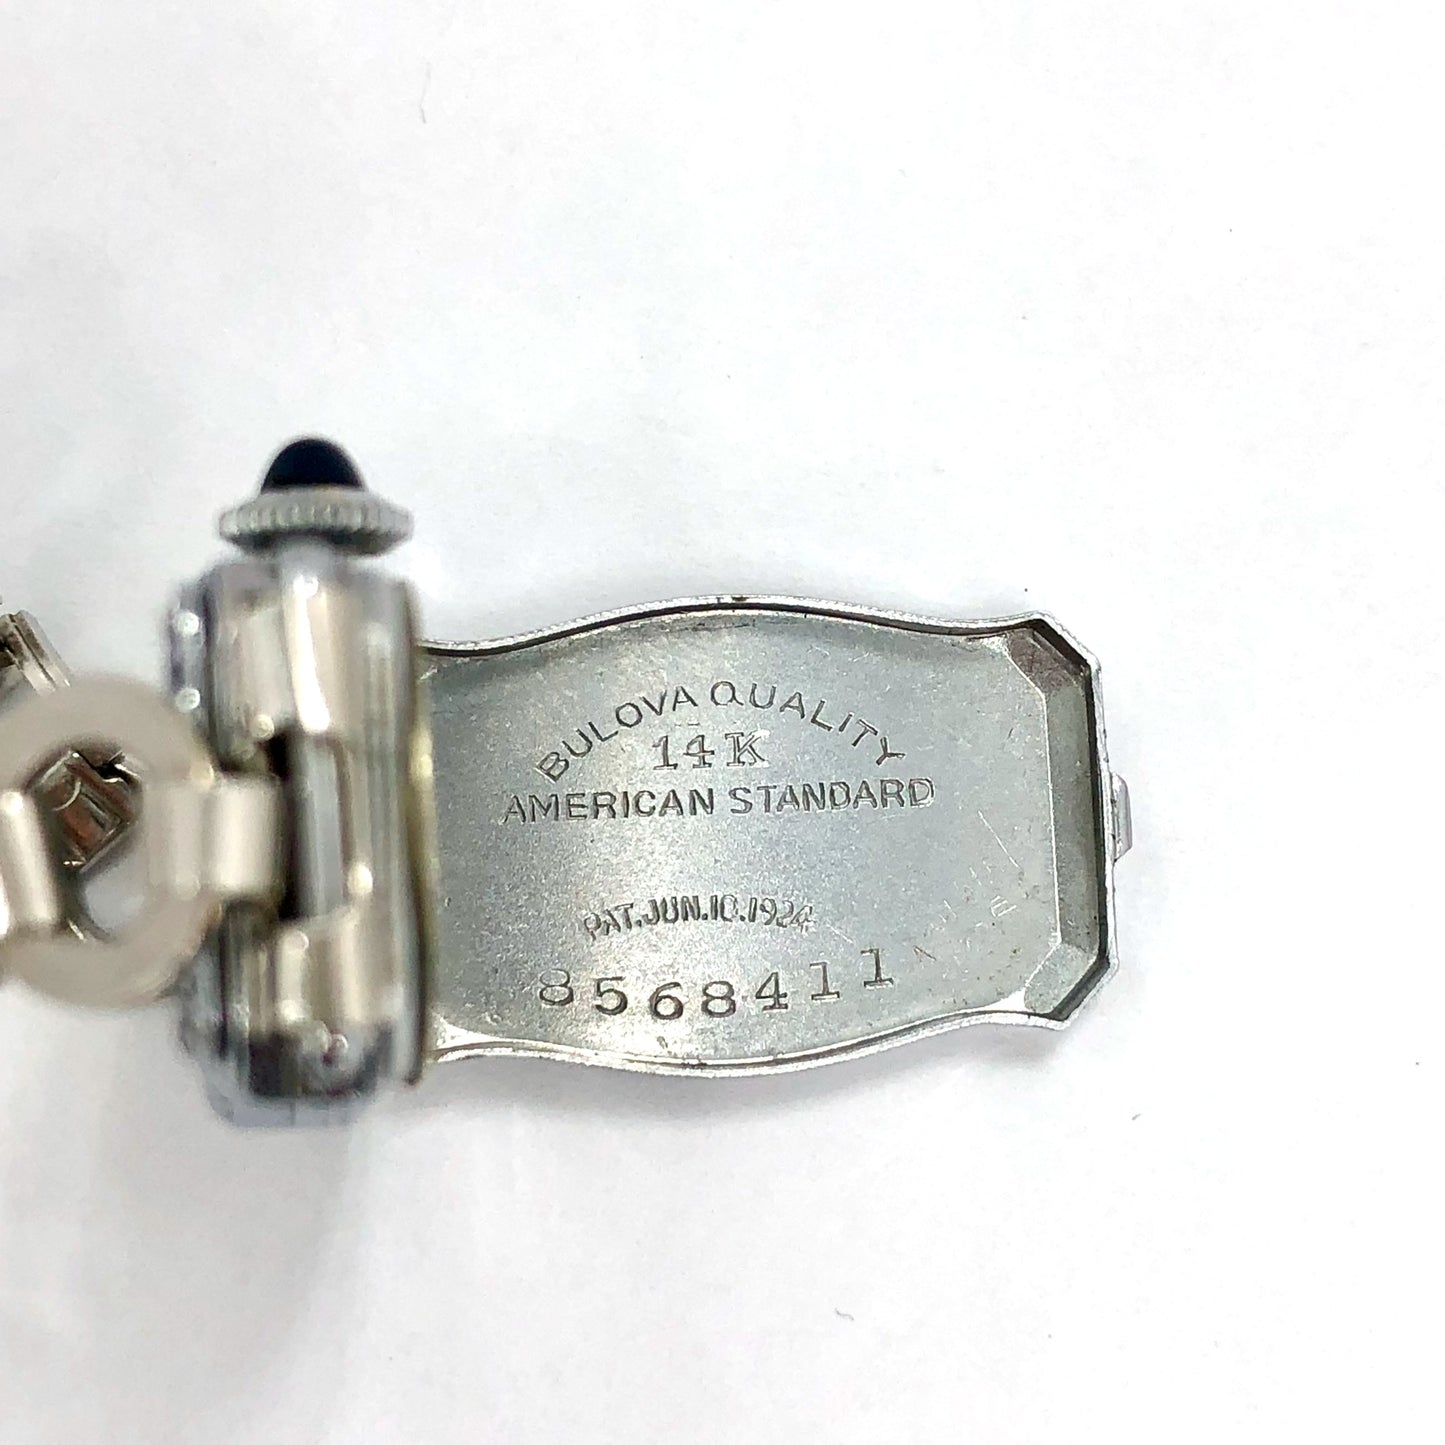 BULOVA QUALITY
14K
AMERICAN STANDARD
PAT.JUN.10.1924
8568411